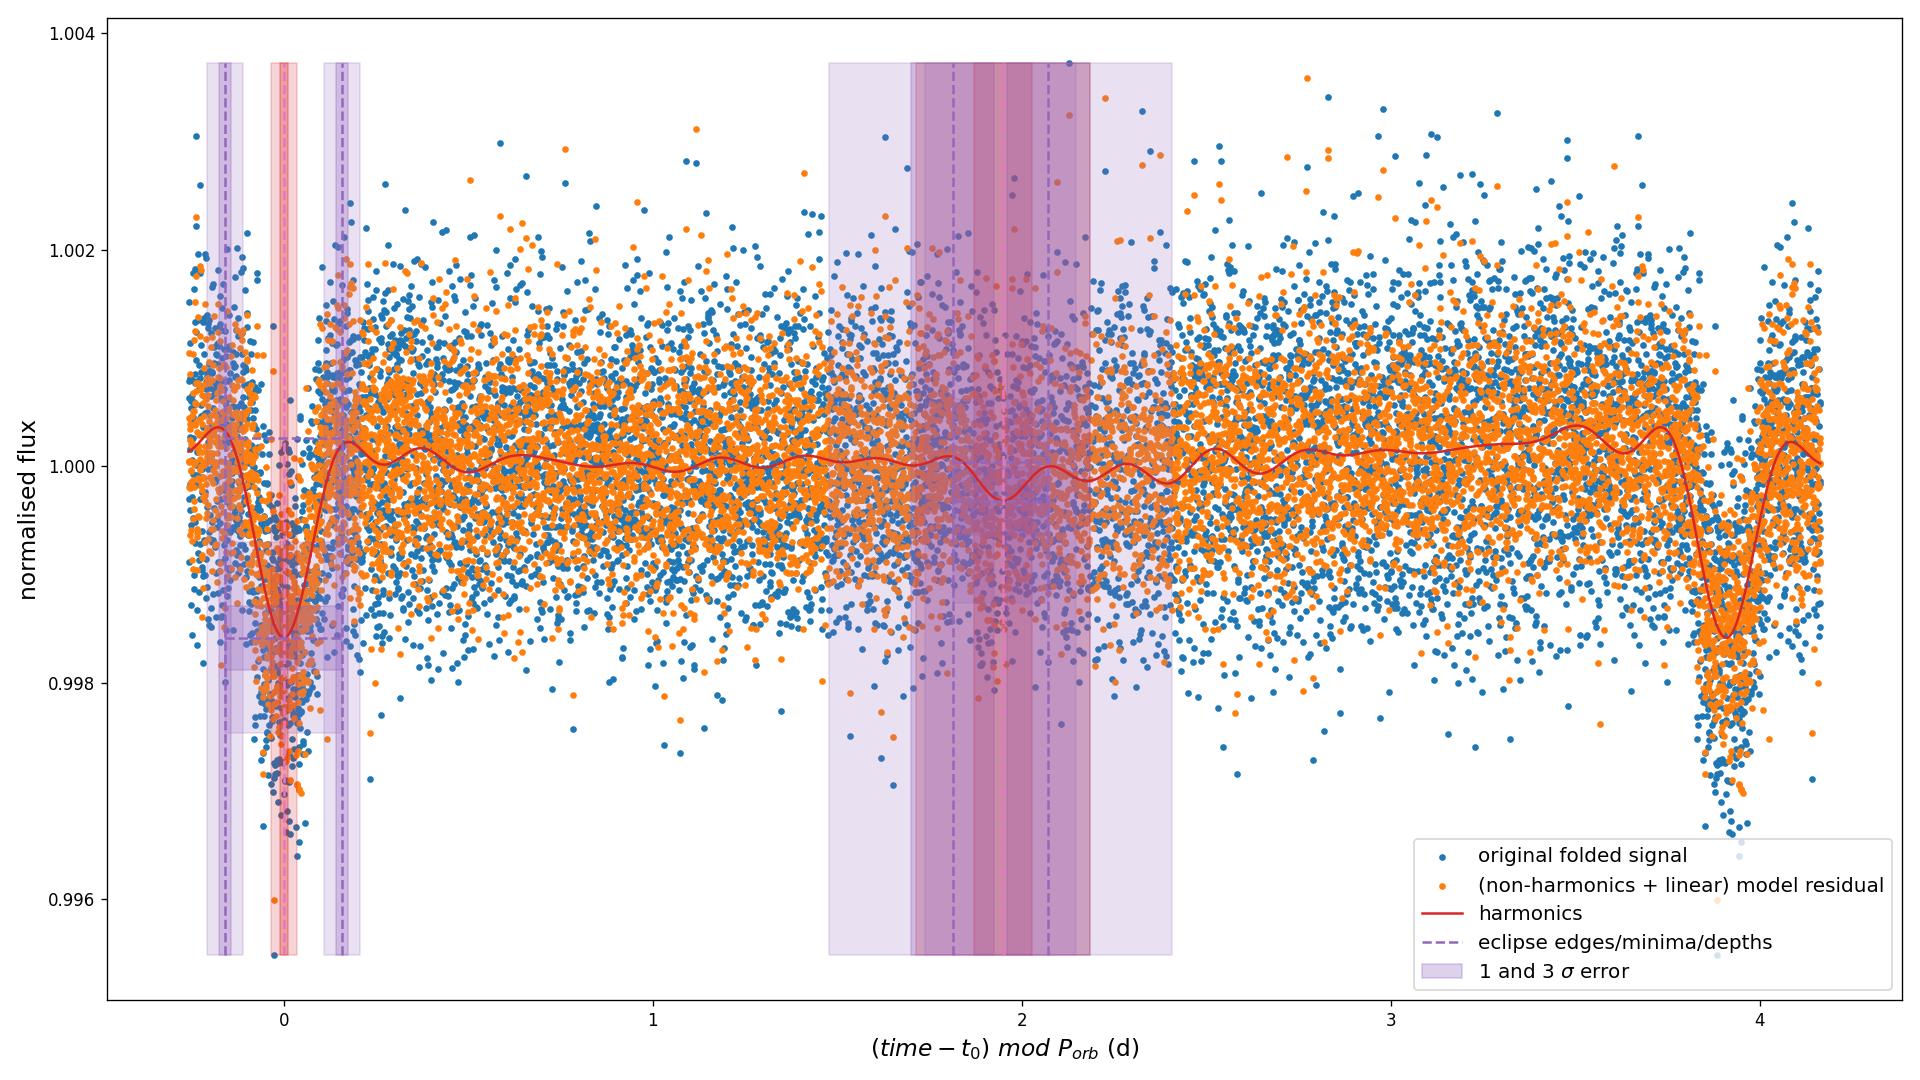 1.004
1.002
1.000
0.998
0.996
normalised flux
0
1
2
3
4
(time − t₀) mod P_orb (d)
original folded signal
(non-harmonics + linear) model residual
harmonics
eclipse edges/minima/depths
1 and 3 σ error